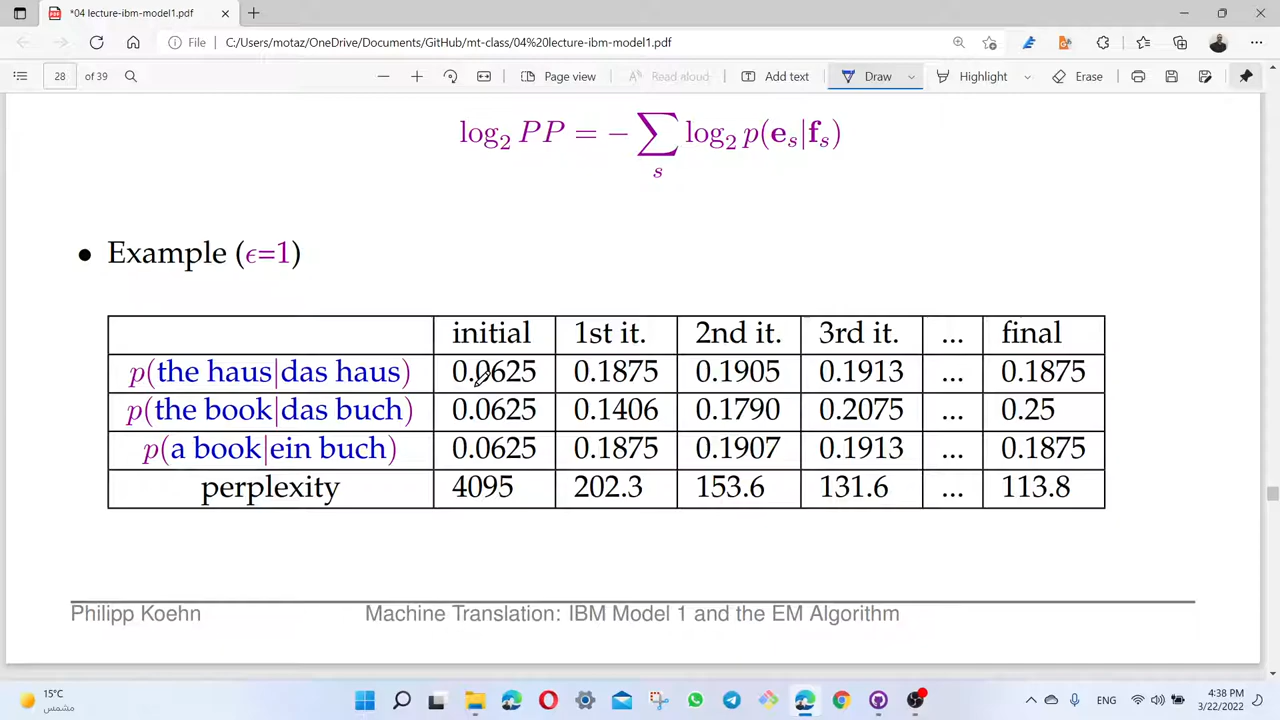 *04 lecture-ibm-model1.pdf
File C:/Users/motaz/OneDrive/Documents/GitHub/mt-class/04%20lecture-ibm-model1.pdf
28 of 39 Page view Read aloud Add text Draw Highlight Erase
log₂ PP = − ∑ₛ log₂ p(eₛ|fₛ)
• Example (ϵ=1)
initial 1st it. 2nd it. 3rd it. ... final
p(the haus|das haus) 0.0625 0.1875 0.1905 0.1913 ... 0.1875
p(the book|das buch) 0.0625 0.1406 0.1790 0.2075 ... 0.25
p(a book|ein buch) 0.0625 0.1875 0.1907 0.1913 ... 0.1875
perplexity 4095 202.3 153.6 131.6 ... 113.8
Philipp Koehn Machine Translation: IBM Model 1 and the EM Algorithm
15°C
مشمس
ENG
4:38 PM
3/22/2022